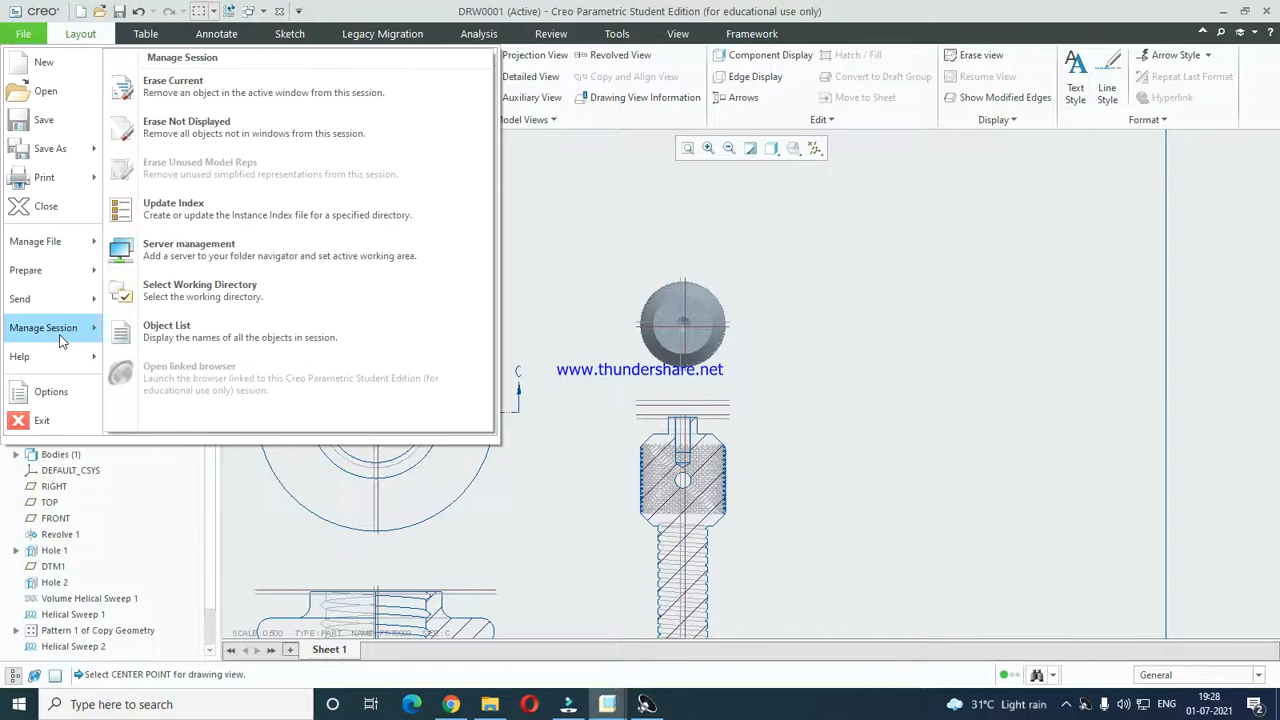 creo
DRW0001 (Active) - Creo Parametric Student Edition (for educational use only)
File Layout Table Annotate Sketch Legacy Migration Analysis Review Tools View Framework
New
Open
Save
Save As
Print
Close
Manage File
Prepare
Send
Manage Session
Help
Options
Exit
Manage Session
Erase Current
Remove an object in the active window from this session.
Erase Not Displayed
Remove all objects not in windows from this session.
Erase Unused Model Reps
Remove unused simplified representations from this session.
Update Index
Create or update the Instance Index file for a specified directory.
Server management
Add a server to your folder navigator and set active working area.
Select Working Directory
Select the working directory.
Object List
Display the names of all the objects in session.
Open linked browser
Launch the browser linked to this Creo Parametric Student Edition (for
educational use only) session.
Projection View Revolved View
Detailed View Copy and Align View
Auxiliary View Drawing View Information
Model Views
Component Display Hatch / Fill
Edge Display Convert to Draft Group
Arrows Move to Sheet
Edit
Erase view
Resume View
Show Modified Edges
Display
Text Style
Line Style
Arrow Style
Repeat Last Format
Hyperlink
Format
C
www.thundershare.net
Bodies (1)
DEFAULT_CSYS
RIGHT
TOP
FRONT
Revolve 1
Hole 1
DTM1
Hole 2
Volume Helical Sweep 1
Helical Sweep 1
Pattern 1 of Copy Geometry
Helical Sweep 2
SCALE : 0.500 TYPE : PART
Sheet 1
Select CENTER POINT for drawing view.
General
Type here to search
31°C Light rain
ENG
19:28
01-07-2021
2